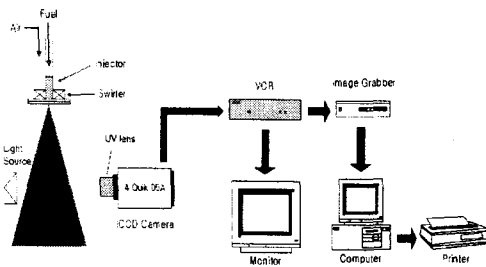 Fuel
Air
Injector
Swirler
Light
Source
UV lens
4 Quik 05A
ICCD Camera
VCR
Image Grabber
Monitor
Computer
Printer